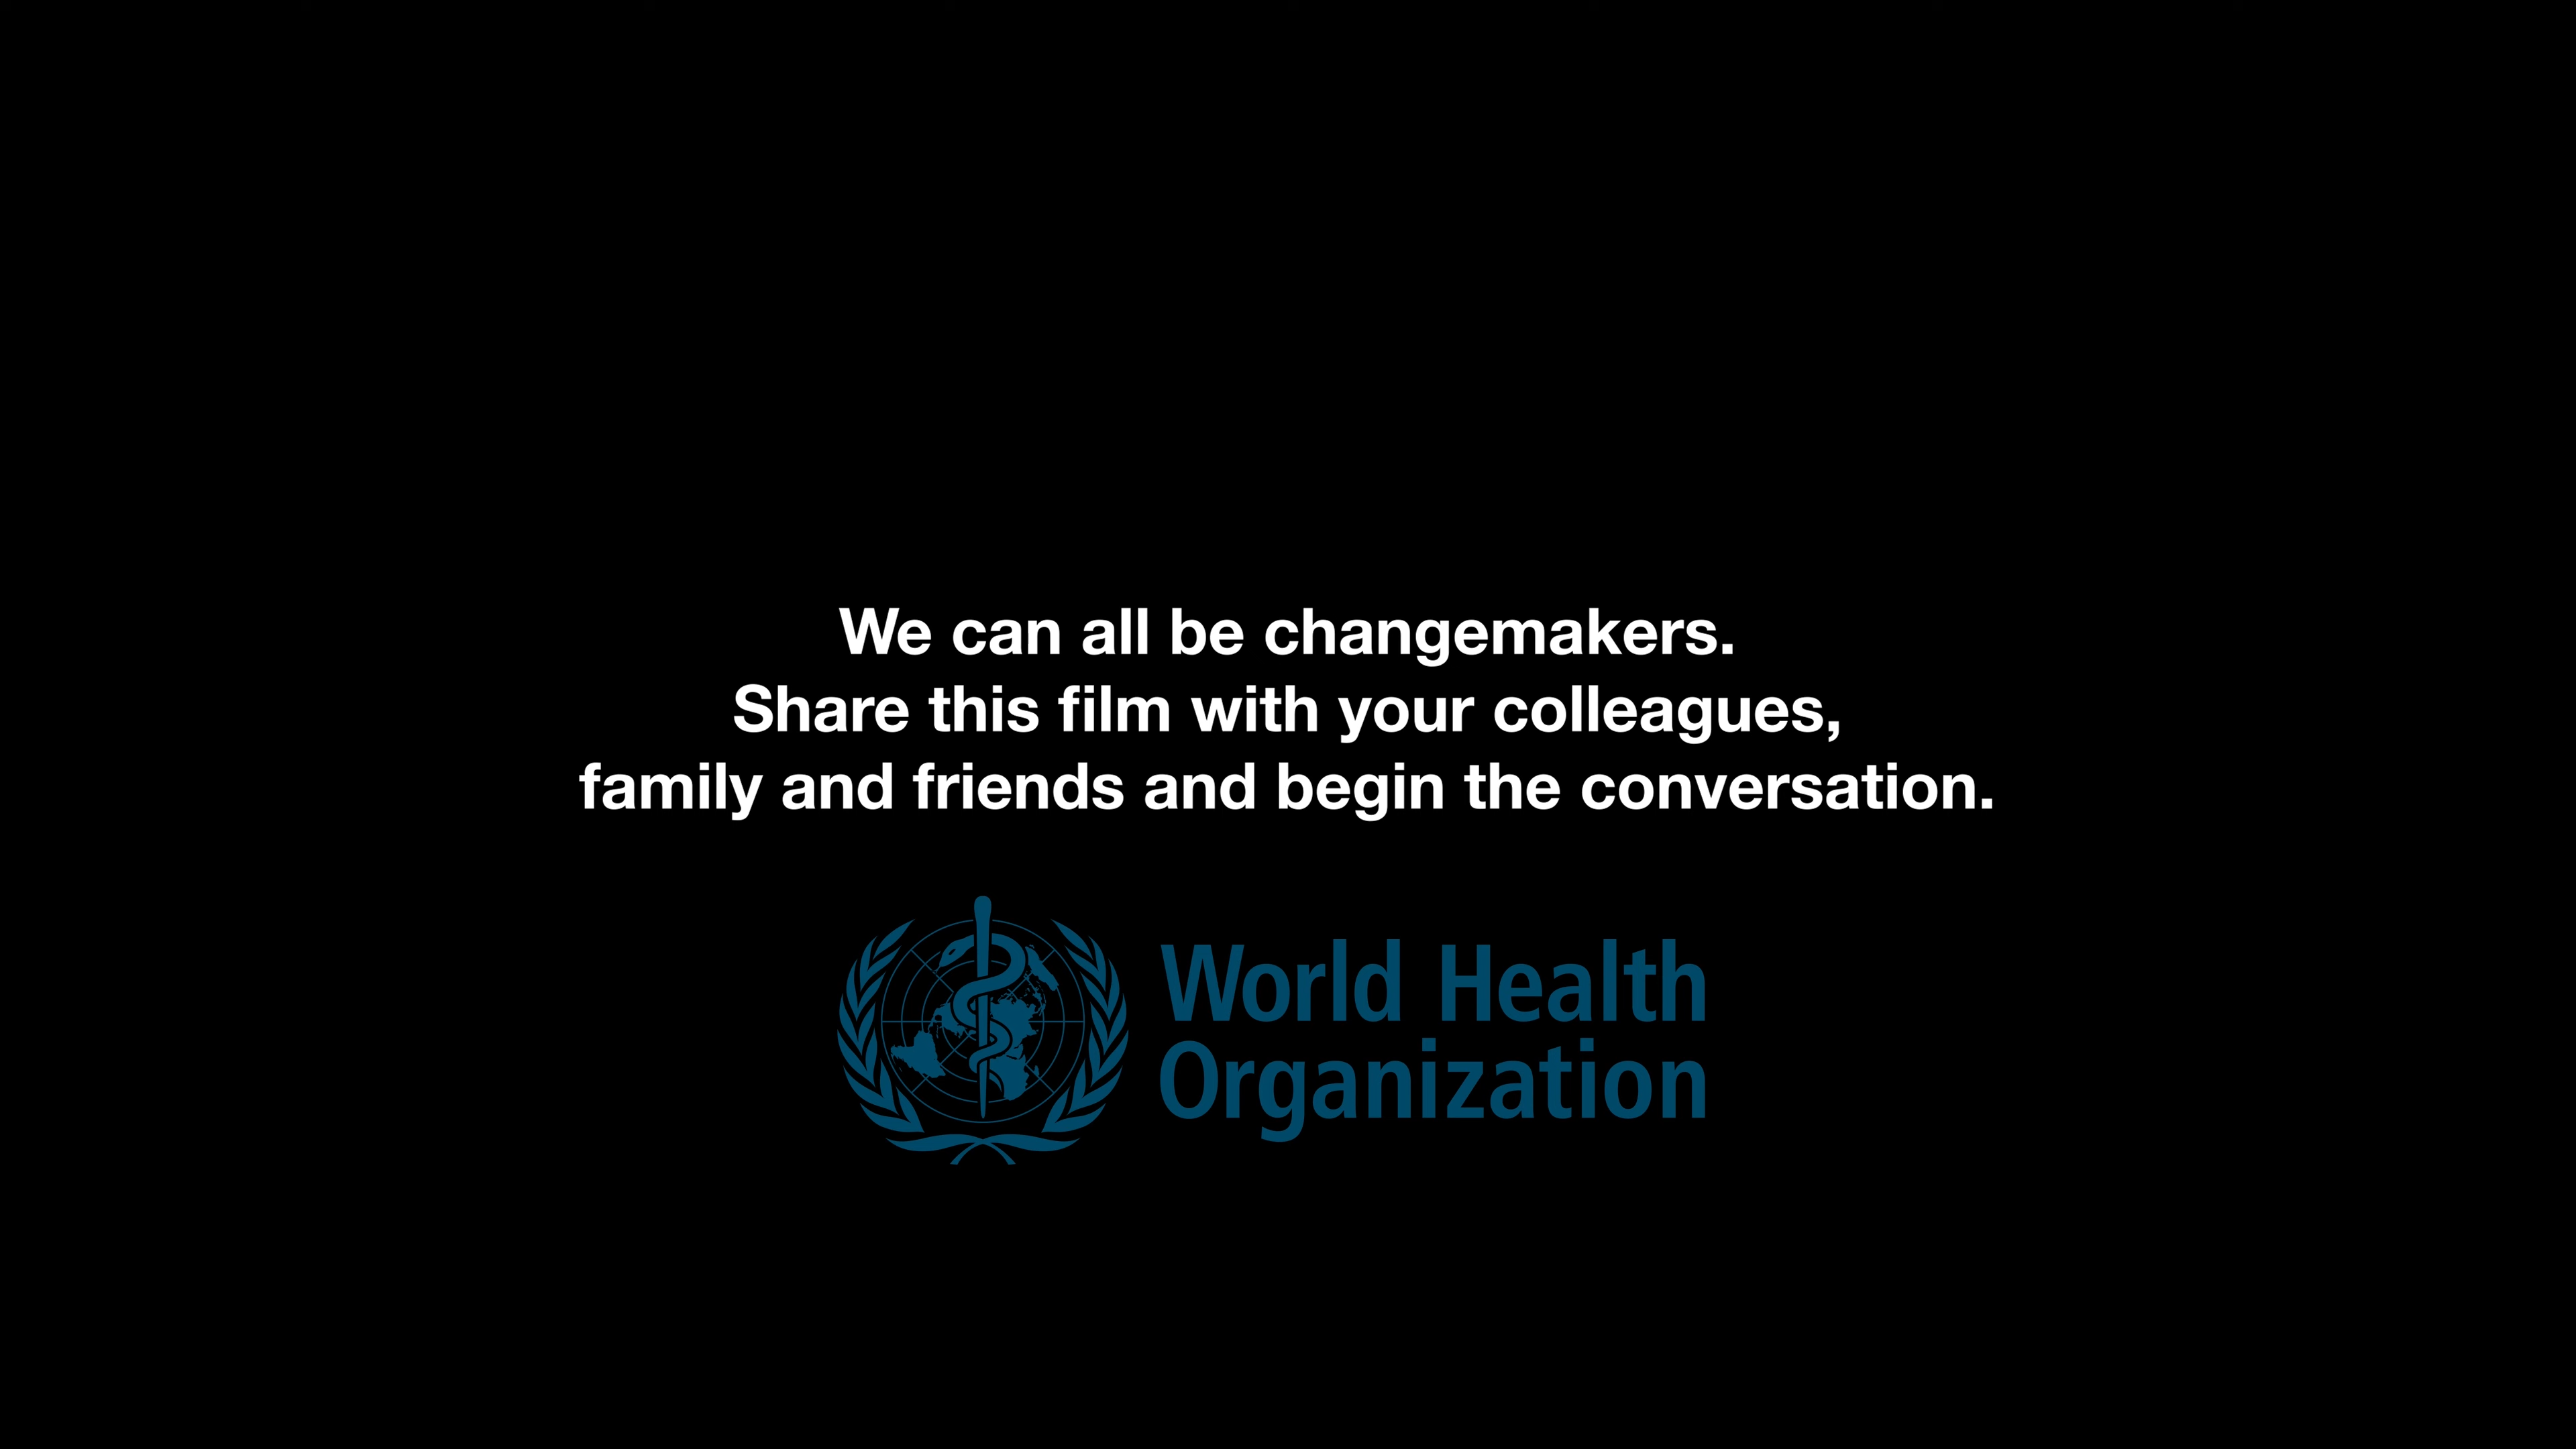 We can all be changemakers.
Share this film with your colleagues,
family and friends and begin the conversation.
World Health
Organization